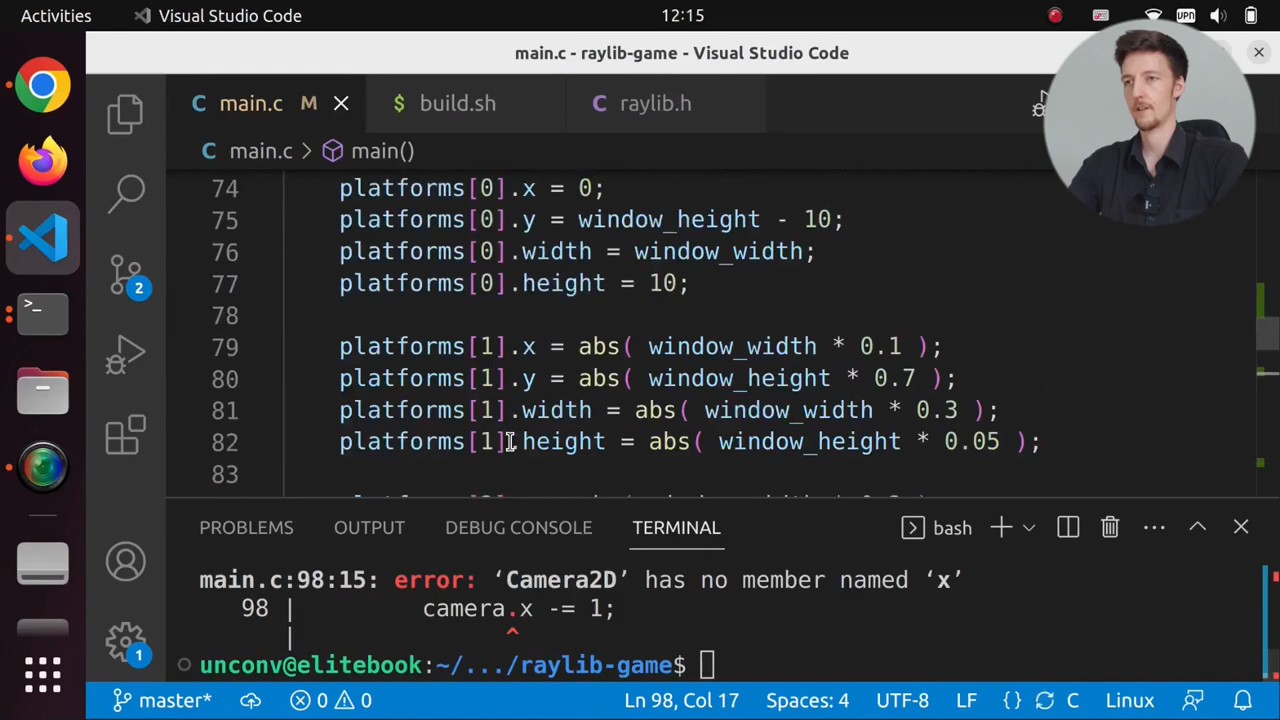 Activities
Visual Studio Code
12:15
VPN
main.c - raylib-game - Visual Studio Code
main.c M
build.sh
raylib.h
main.c > main()
74 platforms[0].x = 0;
75 platforms[0].y = window_height - 10;
76 platforms[0].width = window_width;
77 platforms[0].height = 10;
78
79 platforms[1].x = abs( window_width * 0.1 );
80 platforms[1].y = abs( window_height * 0.7 );
81 platforms[1].width = abs( window_width * 0.3 );
82 platforms[1].height = abs( window_height * 0.05 );
83
2
1
PROBLEMS OUTPUT DEBUG CONSOLE TERMINAL
bash
main.c:98:15: error: ‘Camera2D’ has no member named ‘x’
98 | camera.x -= 1;
| ^
unconv@elitebook:~/.../raylib-game$
master* 0 0 Ln 98, Col 17 Spaces: 4 UTF-8 LF {} C Linux